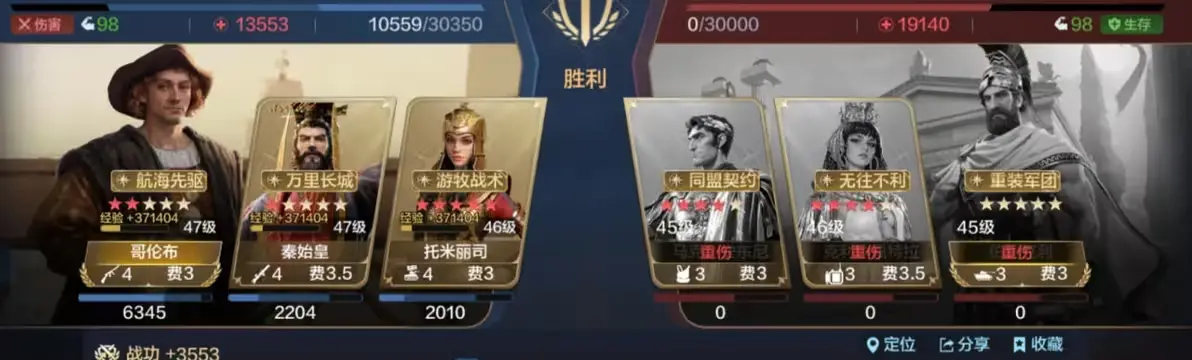 伤害 98 13553 10559/30350
胜利
0/30000 19140 98 生存
航海先驱
经验 +371404
47级
哥伦布
4 费3
6345
万里长城
经验 +371404
47级
秦始皇
4 费3.5
2204
游牧战术
经验 +371404
46级
托米丽司
4 费3
2010
同盟契约
45级
重伤
3 费3
0
无往不利
46级
重伤
3 费3.5
0
重装军团
45级
重伤
3 费3
0
战功 +3553
定位 分享 收藏